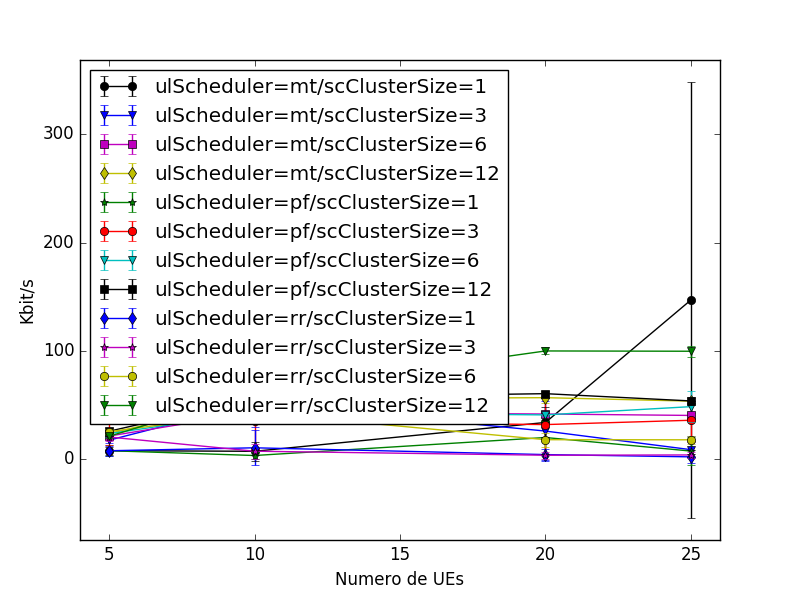 300
200
100
0
Kbit/s
ulScheduler=mt/scClusterSize=1
ulScheduler=mt/scClusterSize=3
ulScheduler=mt/scClusterSize=6
ulScheduler=mt/scClusterSize=12
ulScheduler=pf/scClusterSize=1
ulScheduler=pf/scClusterSize=3
ulScheduler=pf/scClusterSize=6
ulScheduler=pf/scClusterSize=12
ulScheduler=rr/scClusterSize=1
ulScheduler=rr/scClusterSize=3
ulScheduler=rr/scClusterSize=6
ulScheduler=rr/scClusterSize=12
5 10 15 20 25
Numero de UEs